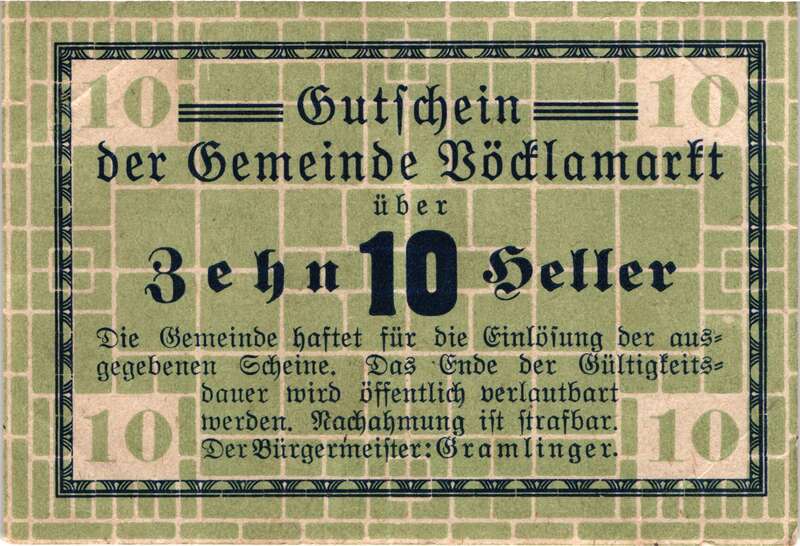 10 Gutschein 10
der Gemeinde Vöcklamarkt
über
Zehn 10 Heller
Die Gemeinde haftet für die Einlösung der aus-
gegebenen Scheine. Das Ende der Gültigkeits-
dauer wird öffentlich verlautbart
werden. Nachahmung ist strafbar.
10 Der Bürgermeister: Gramlinger. 10